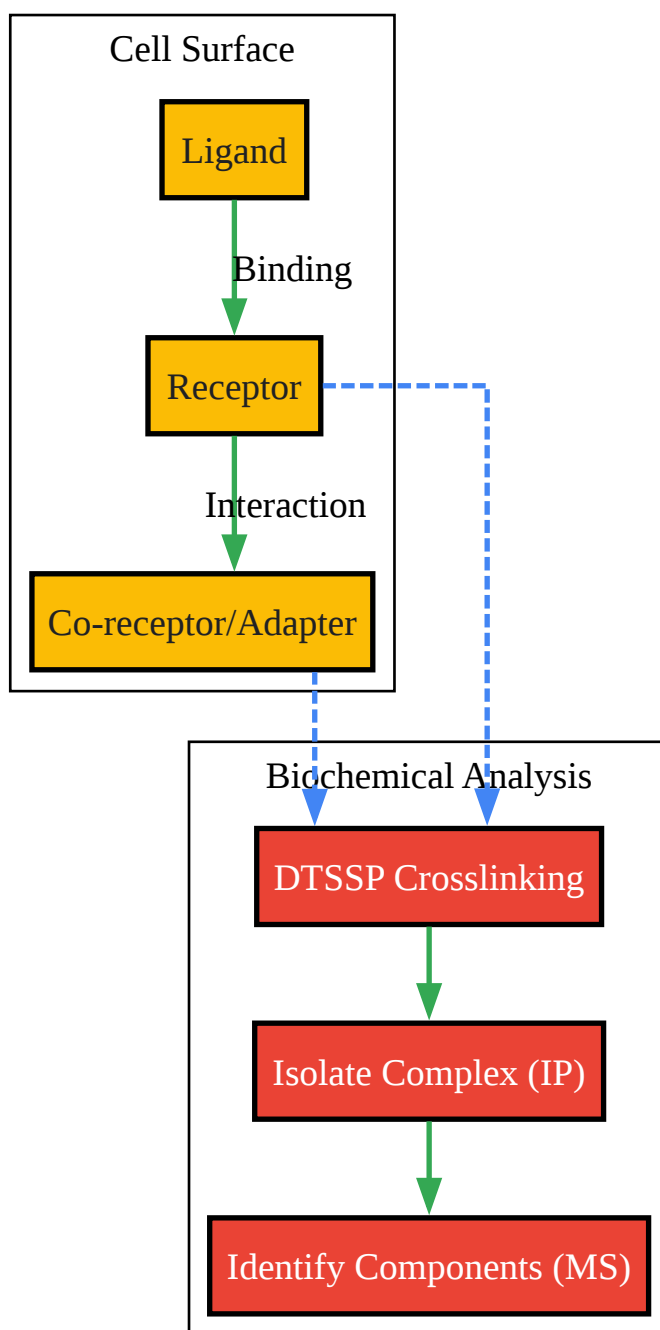 Cell Surface
Ligand
Binding
Receptor
Interaction
Co-receptor/Adapter
Biochemical Analysis
DTSSP Crosslinking
Isolate Complex (IP)
Identify Components (MS)